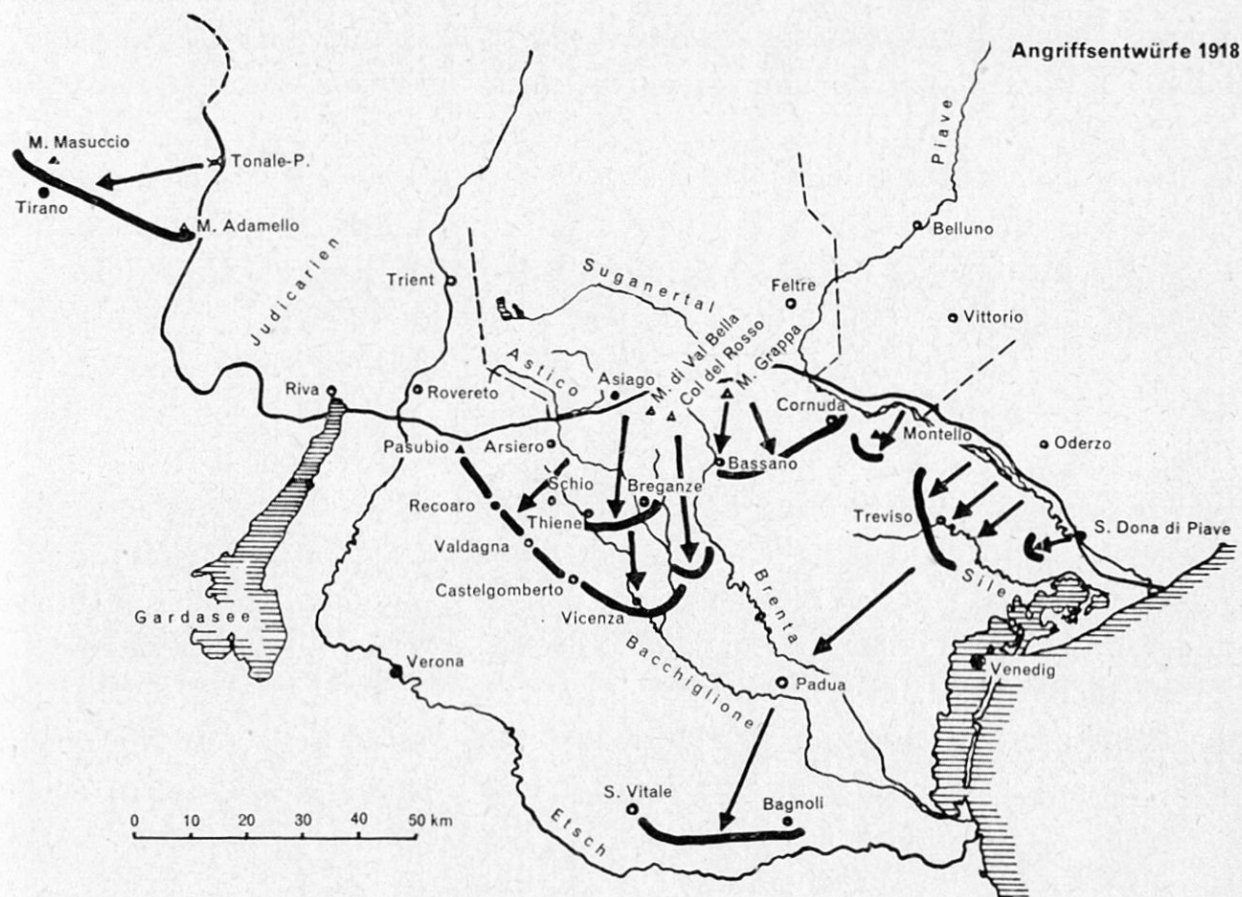 Angriffsentwürfe 1918
Piave
M. Masuccio
Tonale-P.
Tirano
M. Adamello
Belluno
Judicarien
Trient
Suganertal
Feltre
Vittorio
Astico
M. di Val Bella
Col del Rosso
M. Grappa
Riva
Rovereto
Asiago
Cornuda
Pasubio
Arsiero
Montello
Oderzo
Bassano
Schio
Breganze
Recoaro
Thiene
Treviso
S. Dona di Piave
Valdagna
Castelgomberto
Sile
Brenta
Vicenza
Gardasee
Bacchiglione
Verona
Venedig
Padua
S. Vitale
Bagnoli
Etsch
0 10 20 30 40 50 km